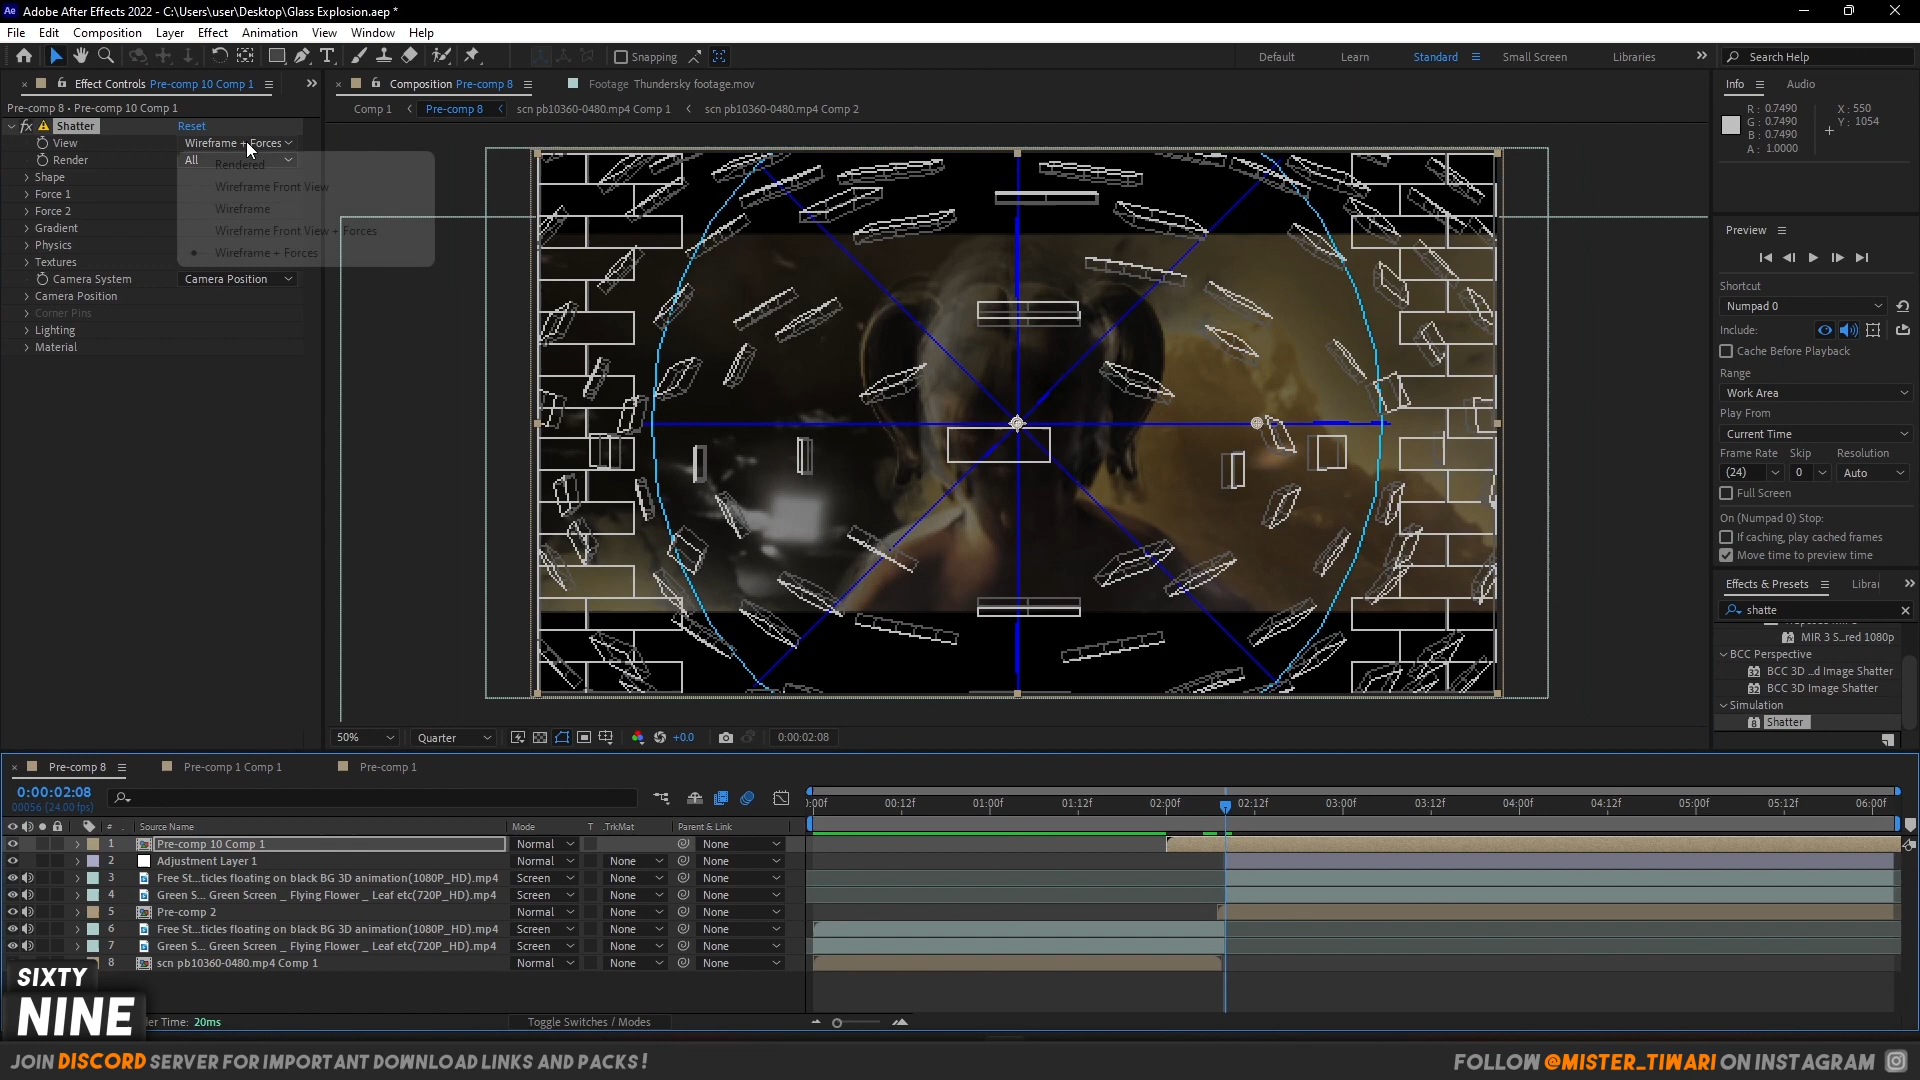 Adobe After Effects 2022 - C:\Users\user\Desktop\Glass Explosion.aep *
File Edit Composition Layer Effect Animation View Window Help
Snapping Default Learn Standard Small Screen Libraries Search Help
Effect Controls Pre-comp 10 Comp 1
Composition Pre-comp 8 Footage Thundersky footage.mov
Info Audio
Pre-comp 8 • Pre-comp 10 Comp 1
Comp 1 Pre-comp 8 scn pb10360-0480.mp4 Comp 1 scn pb10360-0480.mp4 Comp 2
R: 0.7490 X: 550
G: 0.7490 Y: 1054
B: 0.7490
A: 1.0000
fx Shatter Reset
View Wireframe + Forces
Render All
Rendered
Wireframe Front View
Wireframe
Wireframe Front View + Forces
Wireframe + Forces
Shape
Force 1
Force 2
Gradient
Physics
Textures
Camera System Camera Position
Camera Position
Corner Pins
Lighting
Material
Preview
Shortcut
Numpad 0
Include:
Cache Before Playback
Range
Work Area
Play From
Current Time
Frame Rate Skip Resolution
(24) 0 Auto
Full Screen
On (Numpad 0) Stop:
If caching, play cached frames
Move time to preview time
Effects & Presets
shatte
MIR 3 S...red 1080p
BCC Perspective
BCC 3D ...d Image Shatter
BCC 3D Image Shatter
Simulation
Shatter
50% Quarter +0.0 0:00:02:08
Pre-comp 8 Pre-comp 1 Comp 1 Pre-comp 1
0:00:02:08
00056 (24.00 fps)
:00f 00:12f 01:00f 01:12f 02:00f 02:12f 03:00f 03:12f 04:00f 04:12f 05:00f 05:12f 06:00f
# Source Name Mode T .TrkMat Parent & Link
1 Pre-comp 10 Comp 1 Normal None
2 Adjustment Layer 1 Normal None None
3 Free St...ticles floating on black BG 3D animation(1080P_HD).mp4 Screen None None
4 Green S... Green Screen _ Flying Flower _ Leaf etc(720P_HD).mp4 Screen None None
5 Pre-comp 2 Normal None None
6 Free St...ticles floating on black BG 3D animation(1080P_HD).mp4 Screen None None
7 Green S... Green Screen _ Flying Flower _ Leaf etc(720P_HD).mp4 Screen None None
8 scn pb10360-0480.mp4 Comp 1 Normal None None
SIXTY
NINE
Time: 20ms Toggle Switches / Modes
JOIN DISCORD SERVER FOR IMPORTANT DOWNLOAD LINKS AND PACKS!
FOLLOW @MISTER_TIWARI ON INSTAGRAM